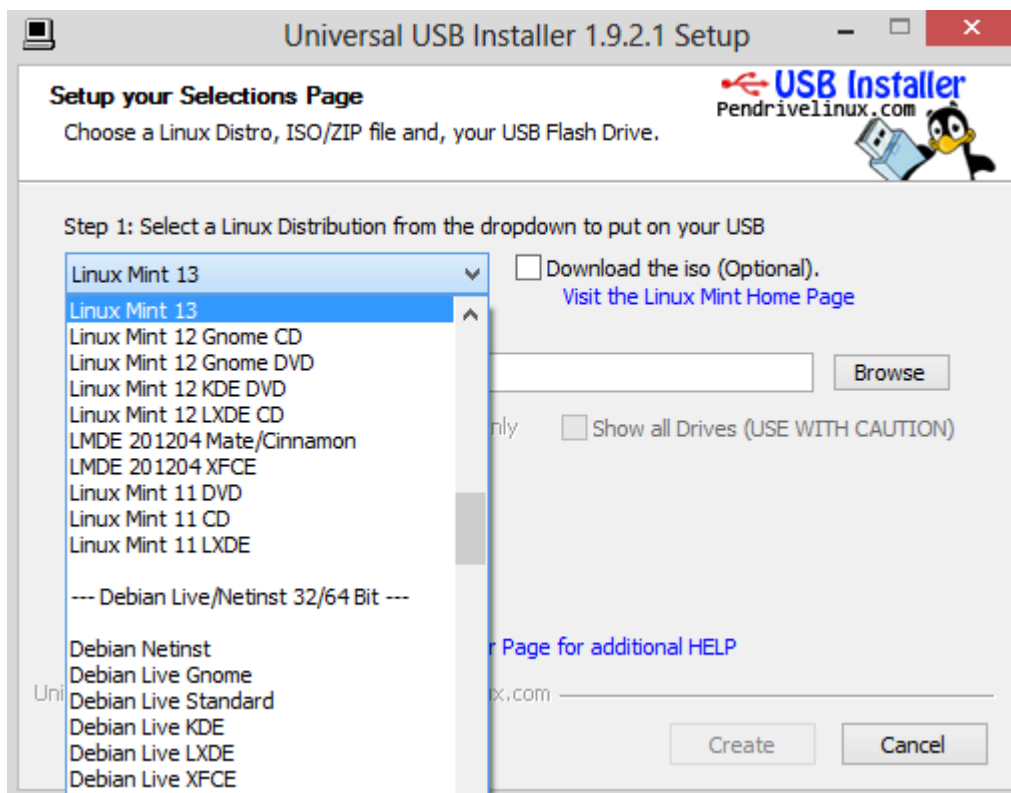 Universal USB Installer 1.9.2.1 Setup
Setup your Selections Page
Choose a Linux Distro, ISO/ZIP file and, your USB Flash Drive.
USB Installer
Pendrivelinux.com
Step 1: Select a Linux Distribution from the dropdown to put on your USB
Linux Mint 13
Download the iso (Optional).
Visit the Linux Mint Home Page
Linux Mint 13
Linux Mint 12 Gnome CD
Linux Mint 12 Gnome DVD
Linux Mint 12 KDE DVD
Linux Mint 12 LXDE CD
LMDE 201204 Mate/Cinnamon
LMDE 201204 XFCE
Linux Mint 11 DVD
Linux Mint 11 CD
Linux Mint 11 LXDE
--- Debian Live/Netinst 32/64 Bit ---
Debian Netinst
Debian Live Gnome
Debian Live Standard
Debian Live KDE
Debian Live LXDE
Debian Live XFCE
Browse
Show all Drives (USE WITH CAUTION)
Page for additional HELP
.com
Create
Cancel